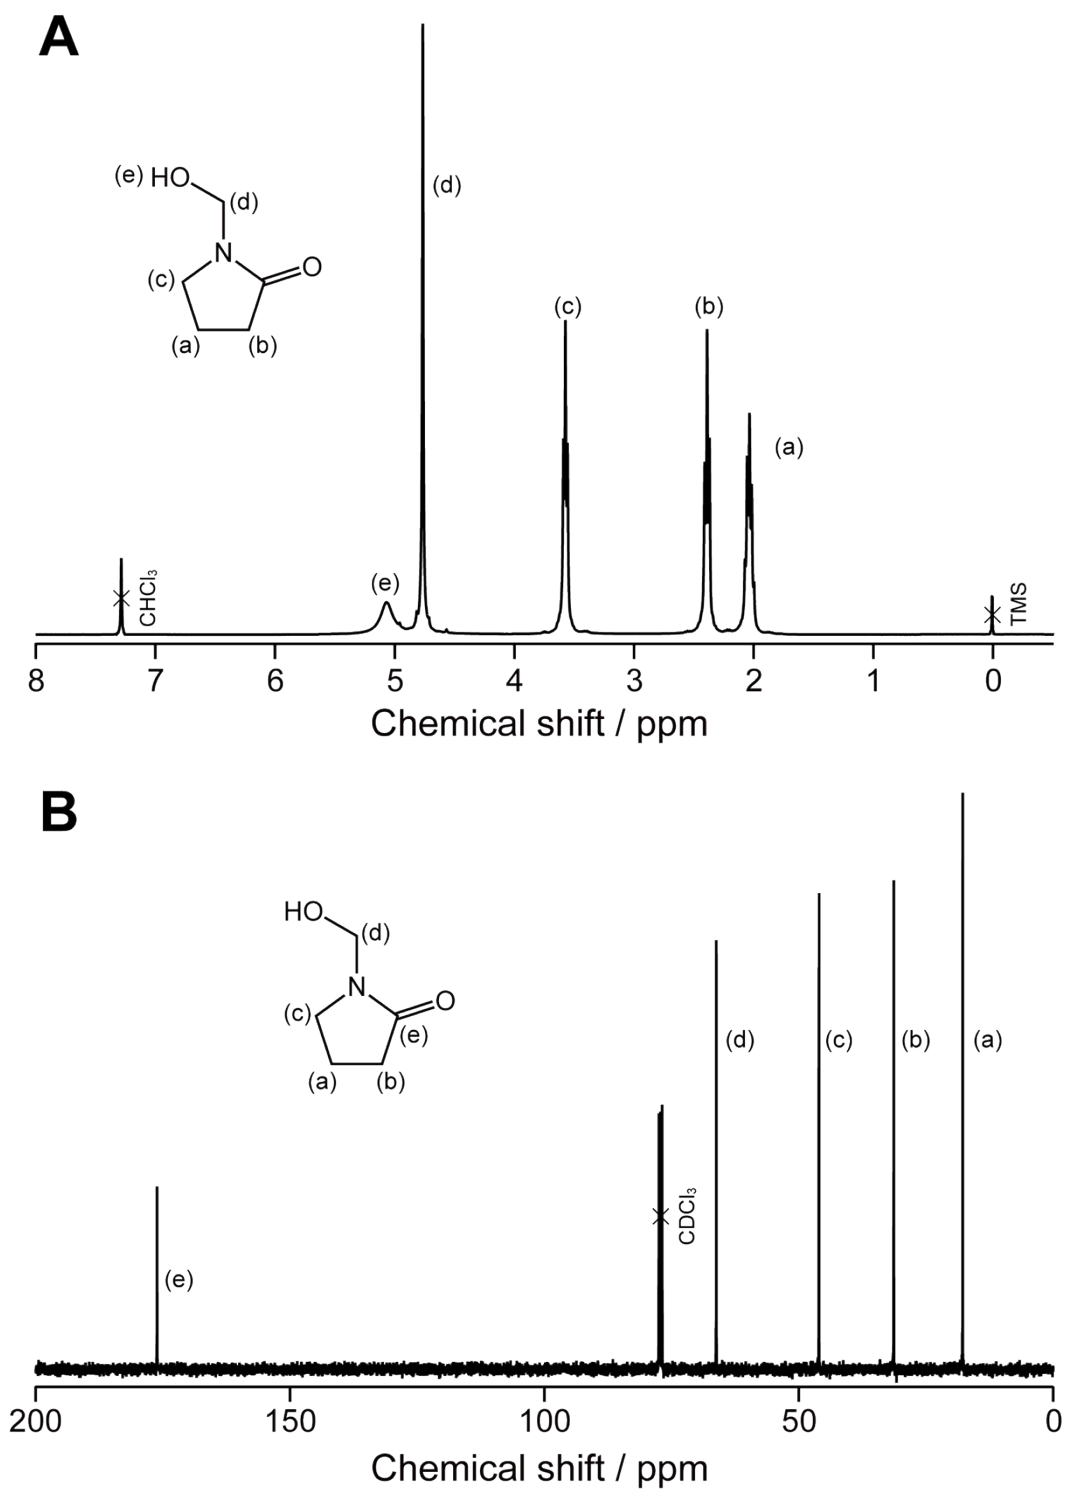 A
(e) HO
(d)
N
O
(c)
(a)
(b)
(d)
(c)
(b)
(a)
(e)
CHCl₃
TMS
8 7 6 5 4 3 2 1 0
Chemical shift / ppm
B
HO
(d)
N
O
(c)
(e)
(a)
(b)
(d)
(c)
(b)
(a)
CDCl₃
(e)
200 150 100 50 0
Chemical shift / ppm